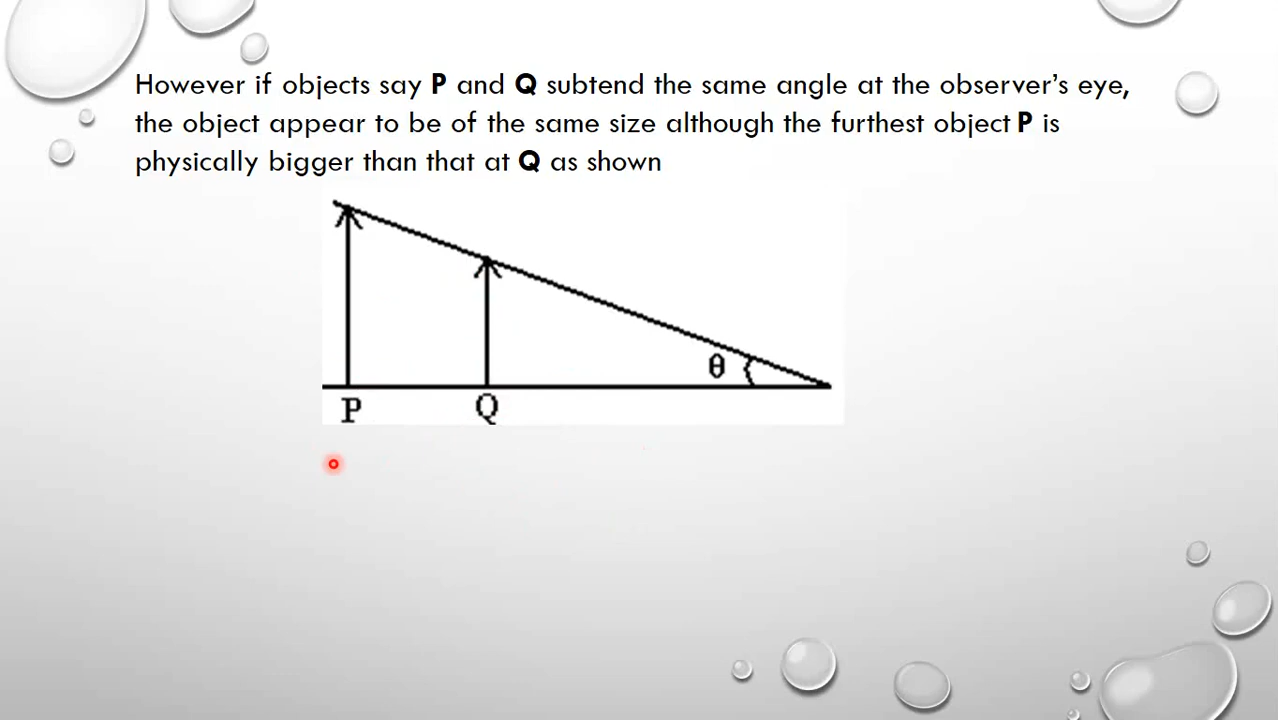 However if objects say P and Q subtend the same angle at the observer's eye,
the object appear to be of the same size although the furthest object P is
physically bigger than that at Q as shown
θ
P
Q